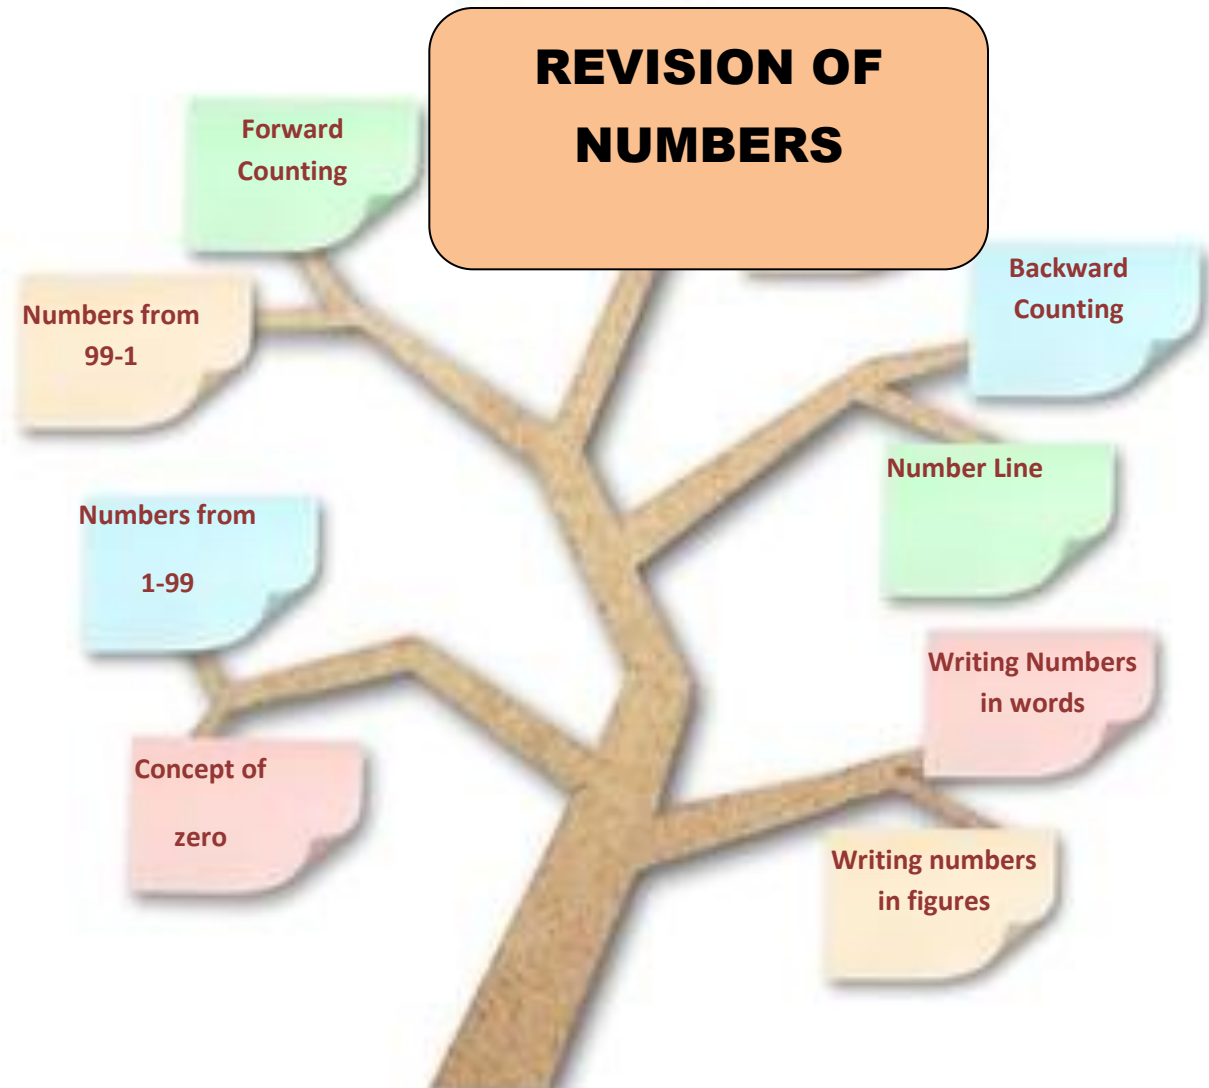 REVISION OF
NUMBERS
Forward
Counting
Backward
Counting
Numbers from
99-1
Number Line
Numbers from
1-99
Writing Numbers
in words
Concept of
zero
Writing numbers
in figures